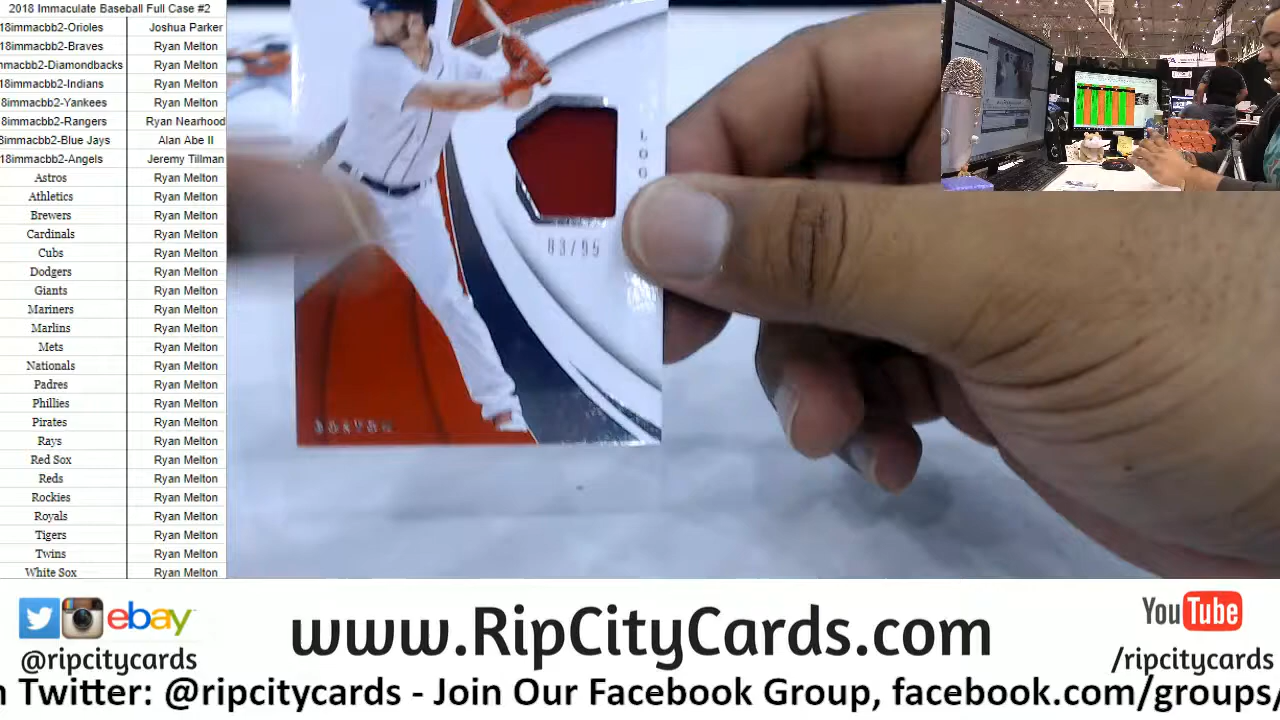 2018 Immaculate Baseball Full Case #2
18immacbb2-Orioles Joshua Parker
18immacbb2-Braves Ryan Melton
mmacbb2-Diamondbacks Ryan Melton
18immacbb2-Indians Ryan Melton
8immacbb2-Yankees Ryan Melton
8immacbb2-Rangers Ryan Nearhood
8immacbb2-Blue Jays Alan Abe II
18immacbb2-Angels Jeremy Tillman
Astros Ryan Melton
Athletics Ryan Melton
Brewers Ryan Melton
Cardinals Ryan Melton
Cubs Ryan Melton
Dodgers Ryan Melton
Giants Ryan Melton
Mariners Ryan Melton
Marlins Ryan Melton
Mets Ryan Melton
Nationals Ryan Melton
Padres Ryan Melton
Phillies Ryan Melton
Pirates Ryan Melton
Rays Ryan Melton
Red Sox Ryan Melton
Reds Ryan Melton
Rockies Ryan Melton
Royals Ryan Melton
Tigers Ryan Melton
Twins Ryan Melton
White Sox Ryan Melton
83/95
ebay
@ripcitycards
www.RipCityCards.com
YouTube
/ripcitycards
n Twitter: @ripcitycards - Join Our Facebook Group, facebook.com/groups/